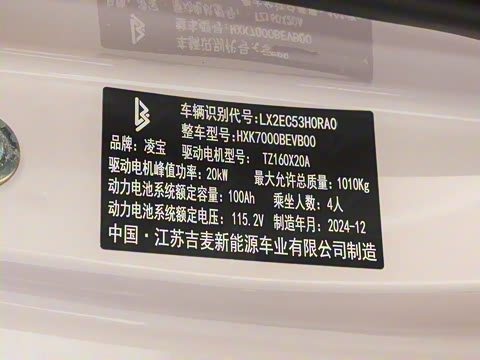 车辆识别代号:LX2EC53H0RA0
整车型号:HXK7000BEVB00
品牌: 凌宝 驱动电机型号: TZ160X20A
驱动电机峰值功率: 20kW 最大允许总质量: 1010Kg
动力电池系统额定容量: 100Ah 乘坐人数: 4人
动力电池系统额定电压: 115.2V 制造年月: 2024-12
中国·江苏吉麦新能源车业有限公司制造